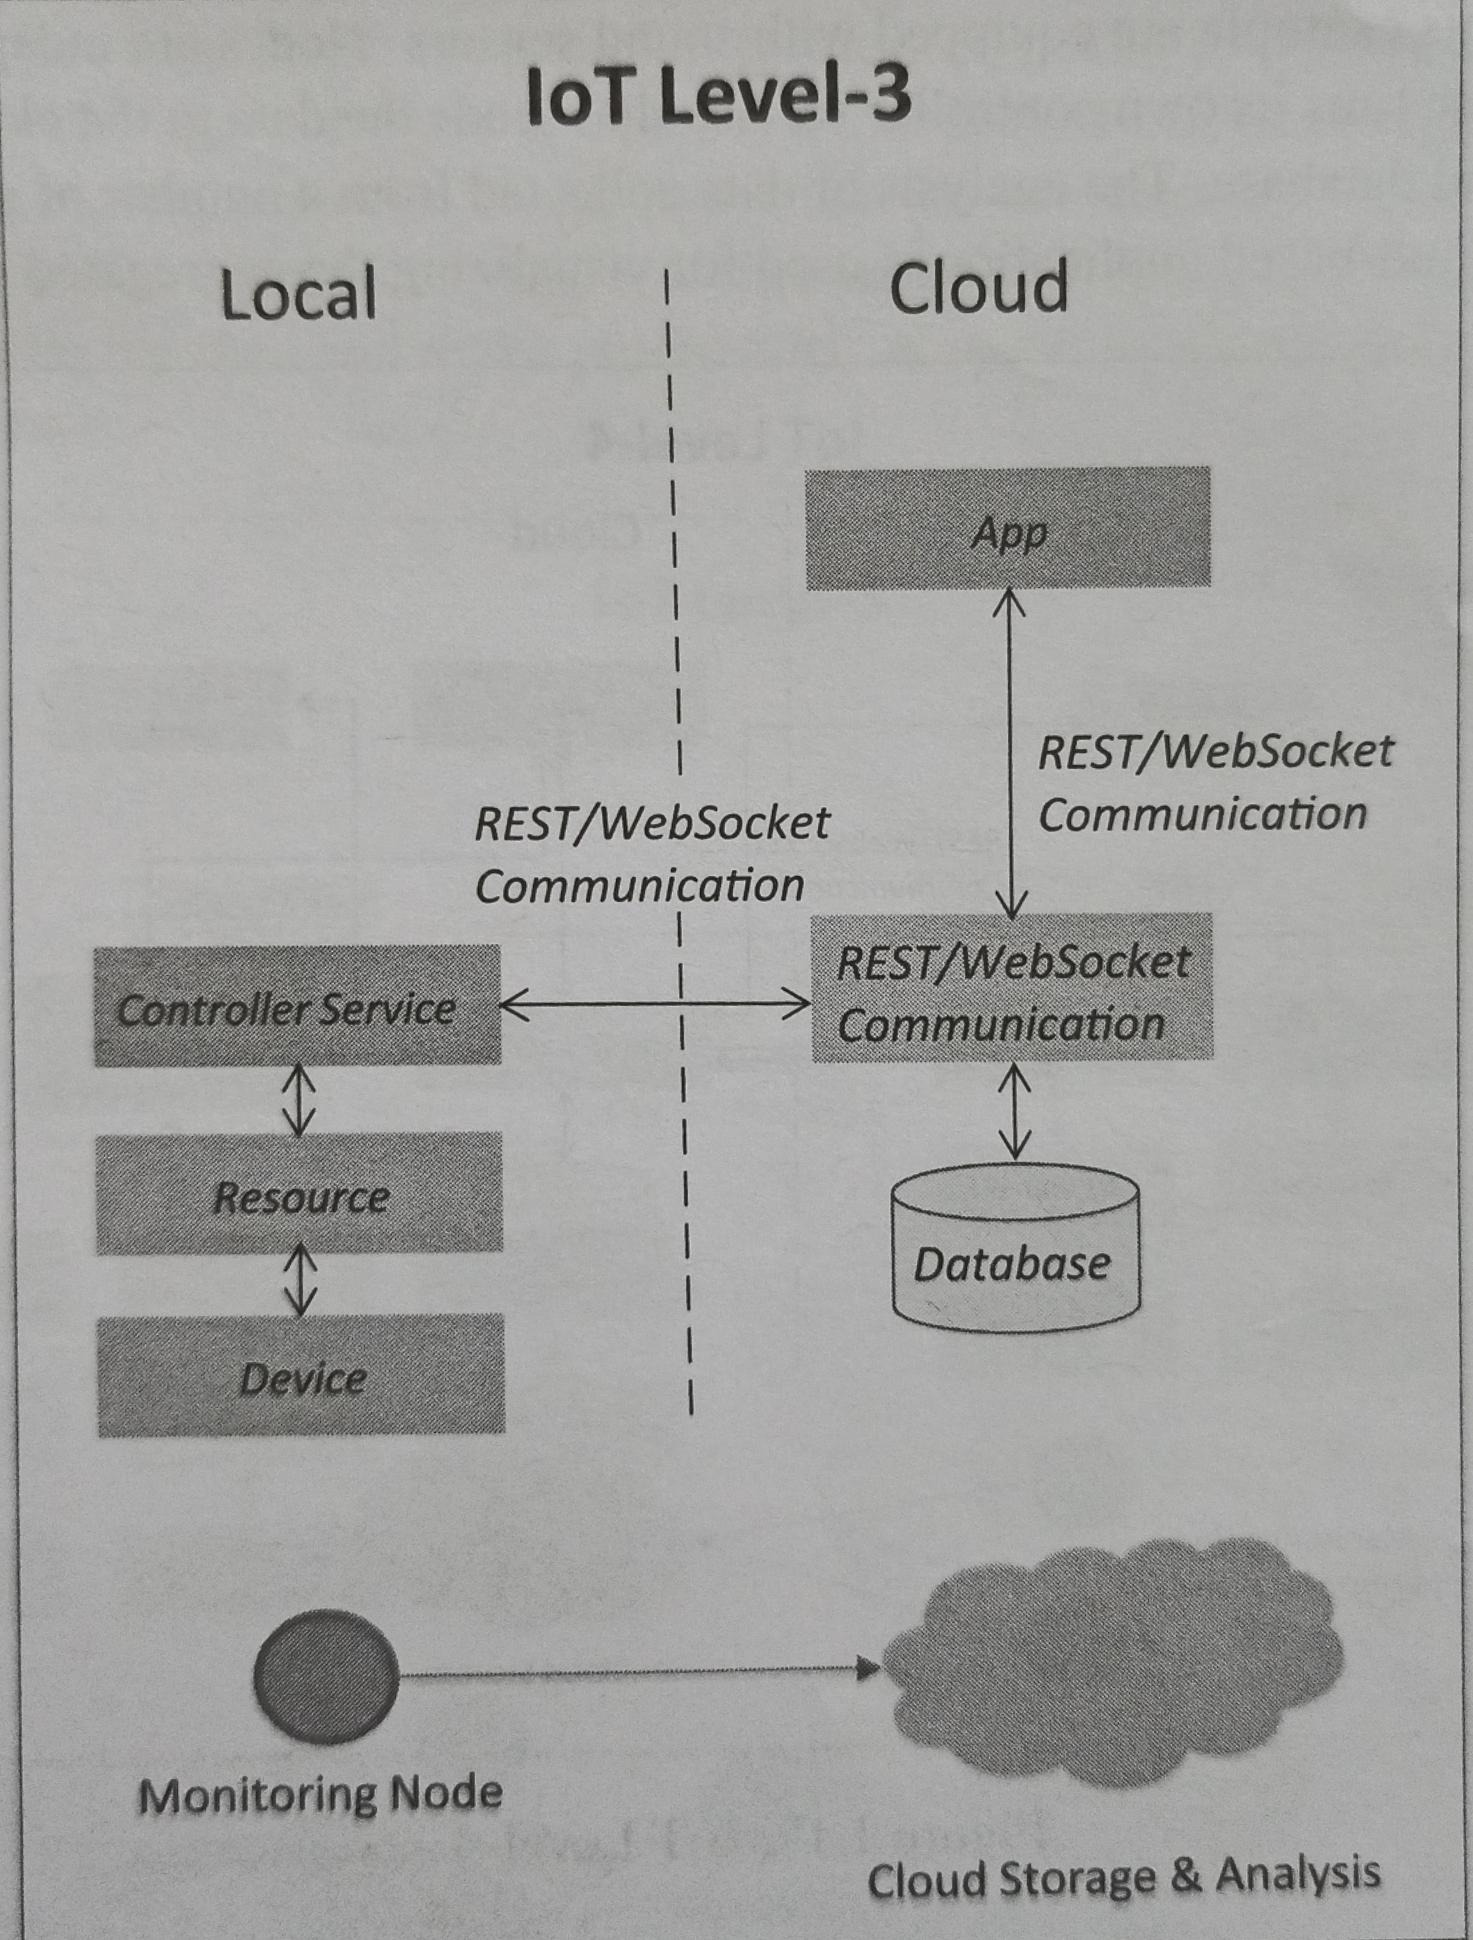 IoT Level-3
Local
Cloud
App
REST/WebSocket
Communication
REST/WebSocket
Communication
Controller Service
REST/WebSocket
Communication
Resource
Database
Device
Monitoring Node
Cloud Storage & Analysis